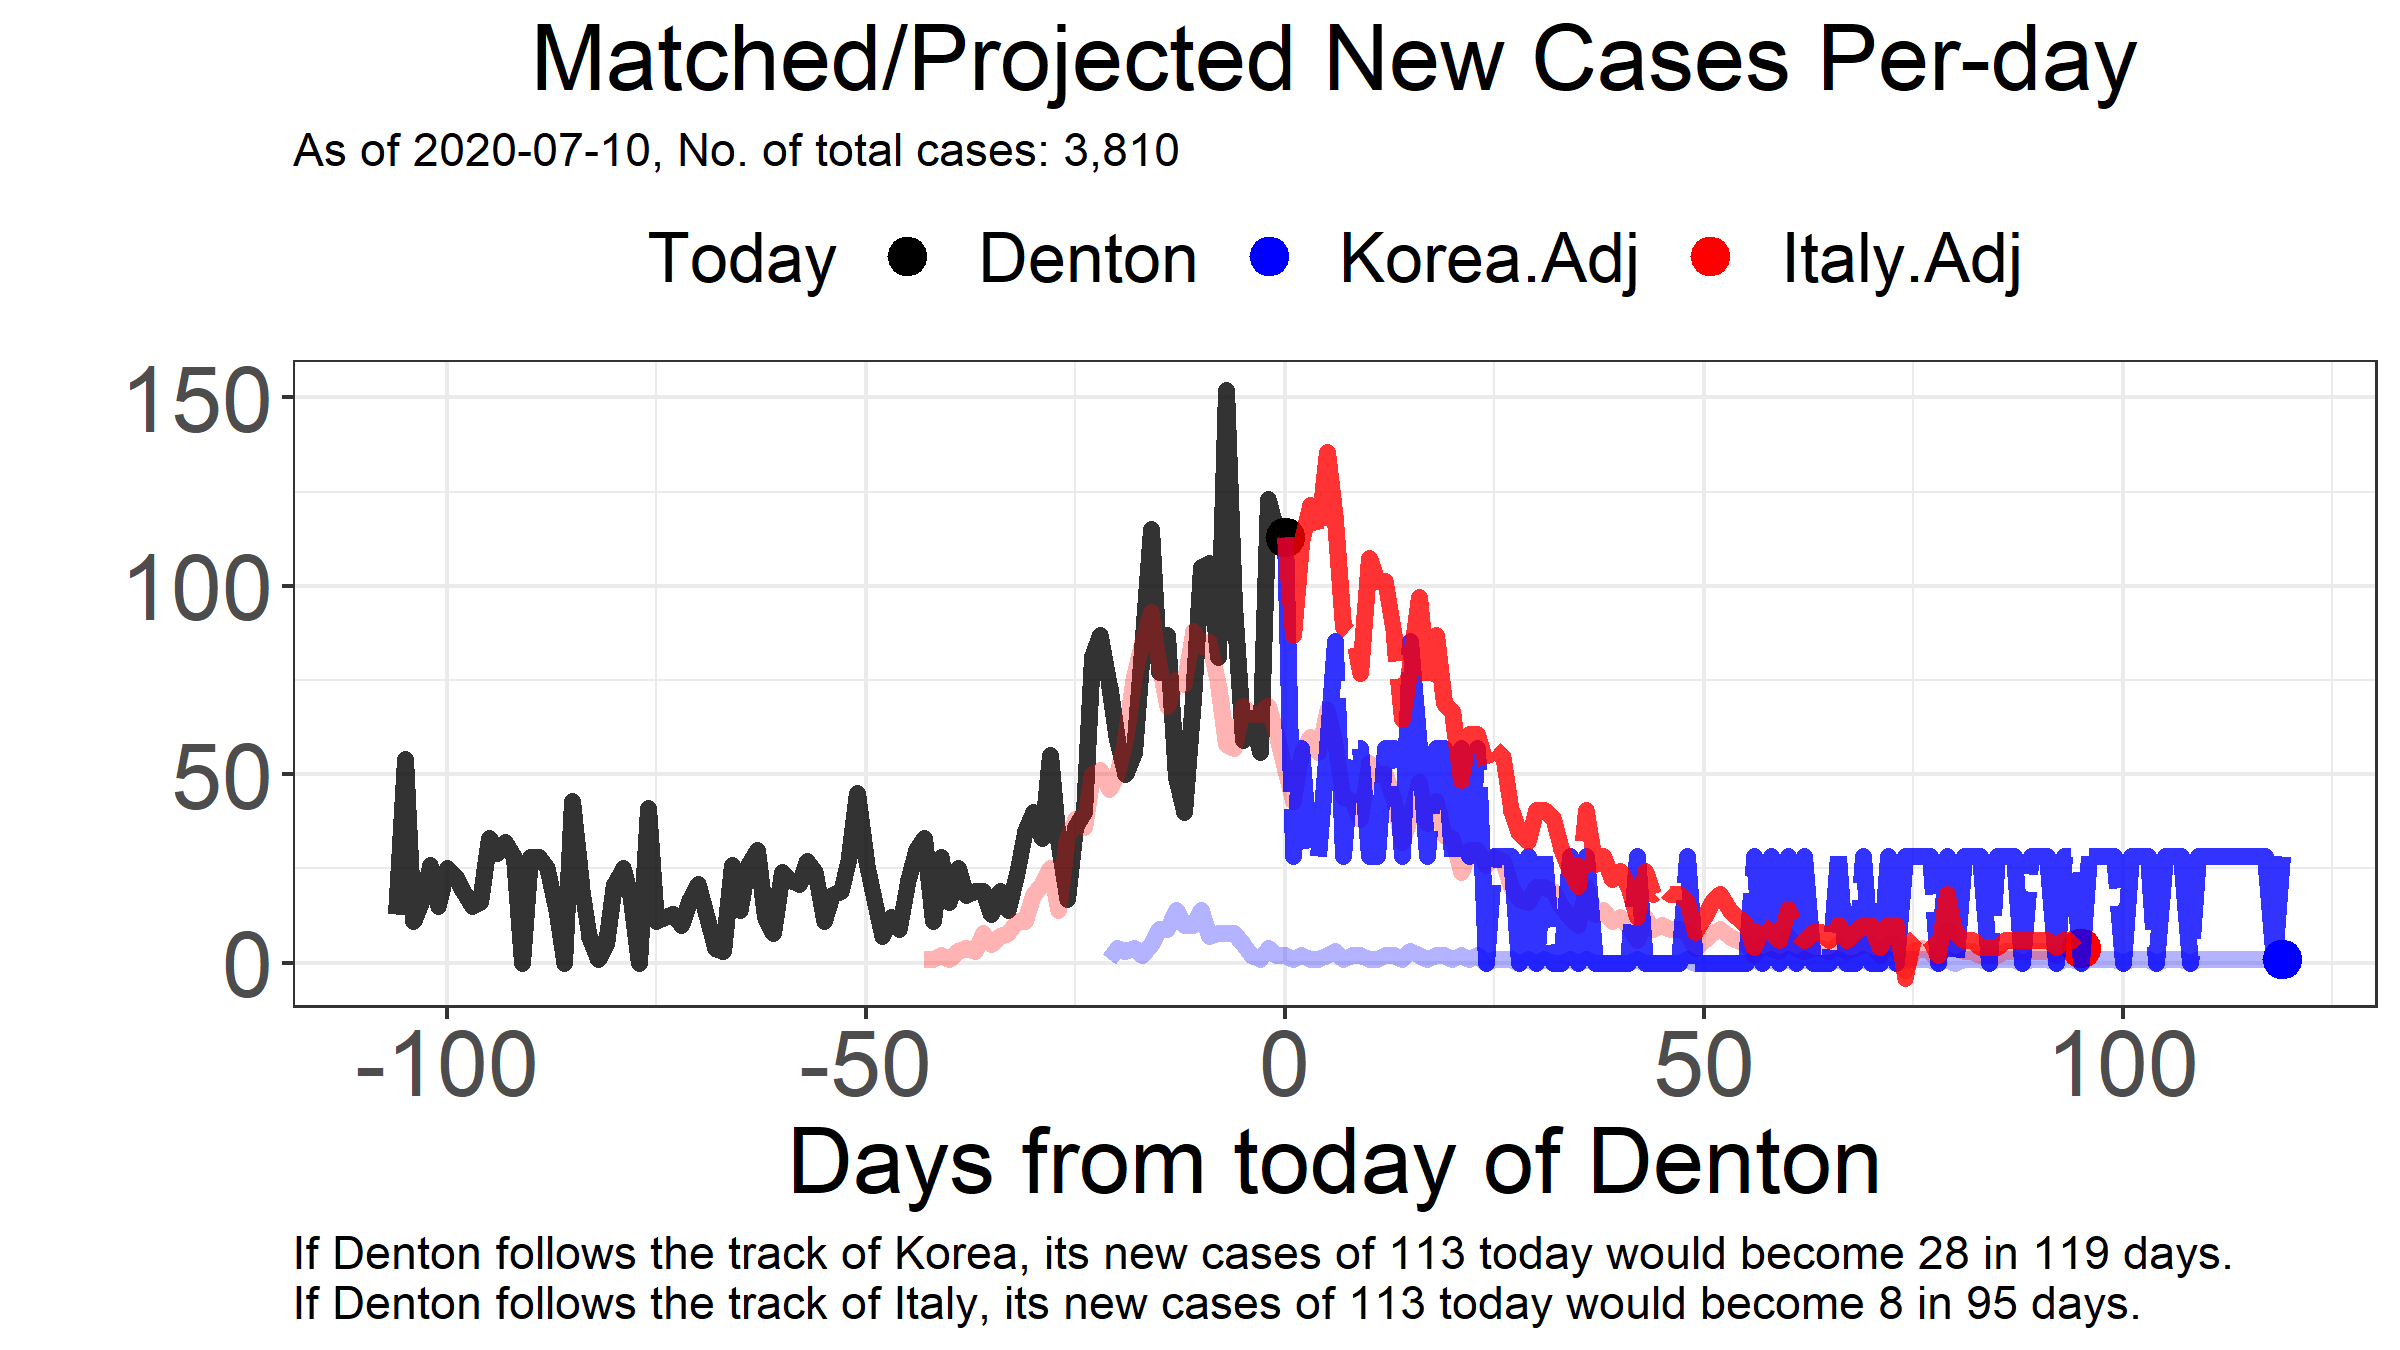 Matched/Projected New Cases Per-day
As of 2020-07-10, No. of total cases: 3,810
Today Denton Korea.Adj Italy.Adj
150
100
50
0
-100 -50 0 50 100
Days from today of Denton
If Denton follows the track of Korea, its new cases of 113 today would become 28 in 119 days.
If Denton follows the track of Italy, its new cases of 113 today would become 8 in 95 days.